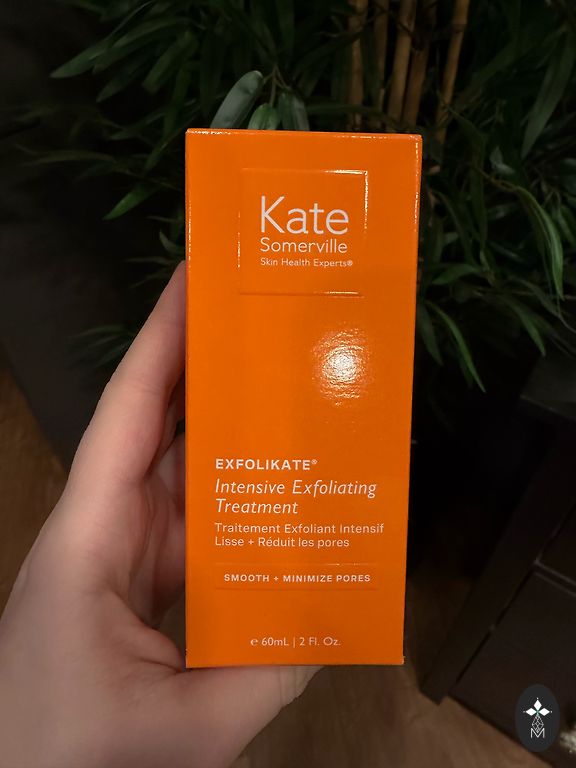 Kate
Somerville
Skin Health Experts®
EXFOLIKATE®
Intensive Exfoliating
Treatment
Traitement Exfoliant Intensif
Lisse + Réduit les pores
SMOOTH + MINIMIZE PORES
℮ 60mL | 2 Fl. Oz.
M